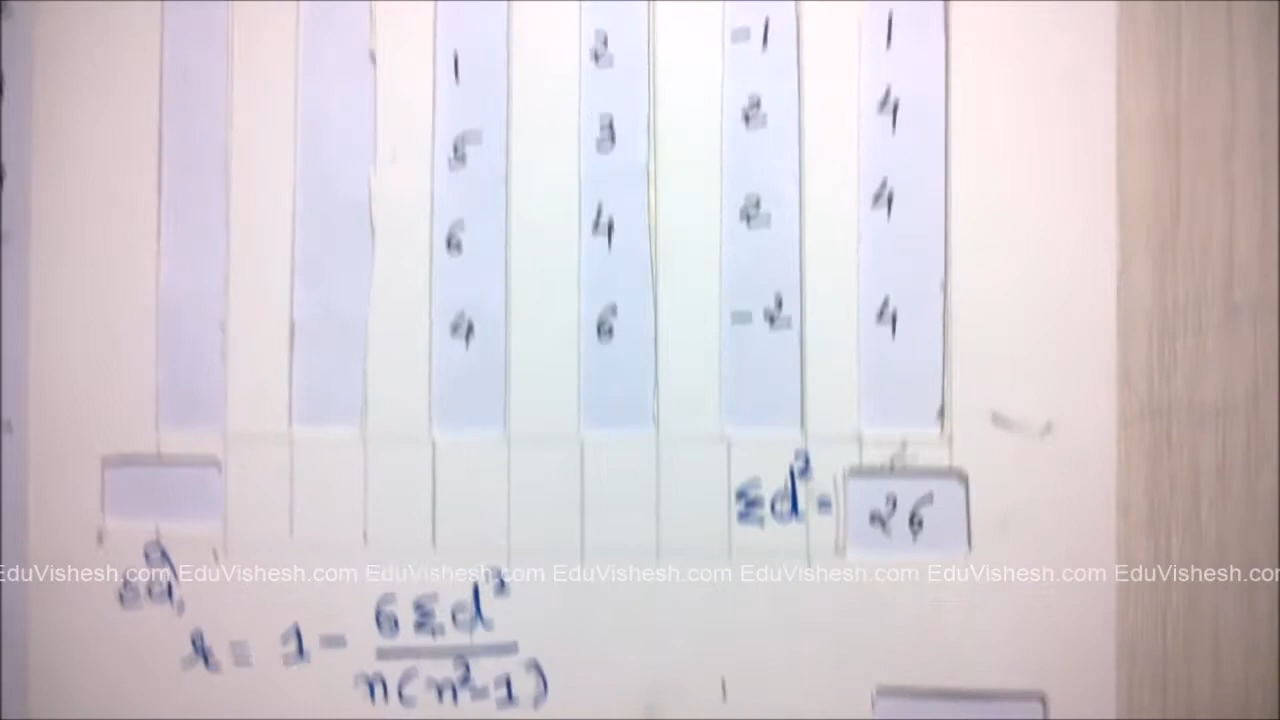 1 2 -1 1
5 3 2 4
6 4 2 4
4 6 -2 4
Σd² = 26
EduVishesh.com EduVishesh.com EduVishesh.com EduVishesh.com EduVishesh.com EduVishesh.com EduVishesh.com
r = 1 - 6Σd² / n(n²-1)